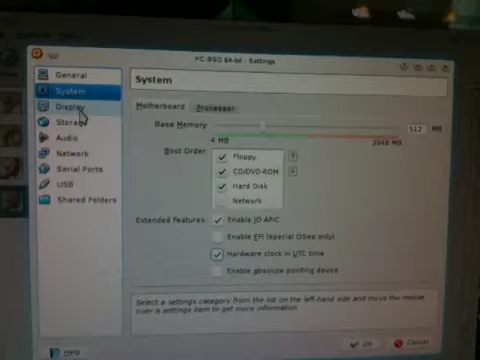 PC-BSD 64-bit - Settings
General
System
Display
Storage
Audio
Network
Serial Ports
USB
Shared Folders
System
Motherboard Processor
Base Memory 512 MB
4 MB 2048 MB
Boot Order:
Floppy
CD/DVD-ROM
Hard Disk
Network
Extended Features:
Enable IO APIC
Enable EFI (special OSes only)
Hardware clock in UTC time
Enable absolute pointing device
Select a settings category from the list on the left-hand side and move the mouse
over a settings item to get more information.
Help OK Cancel